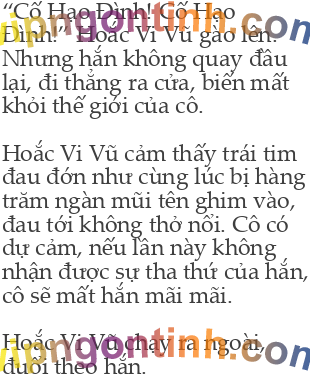 “Cố Hạo Đình! Cố Hạo
Đình!” Hoắc Vi Vũ gào lên.
Nhưng hắn không quay đầu
lại, đi thẳng ra cửa, biến mất
khỏi thế giới của cô.
Hoắc Vi Vũ cảm thấy trái tim
đau đớn như cùng lúc bị hàng
trăm ngàn mũi tên ghim vào,
đau tới không thở nổi. Cô có
dự cảm, nếu lần này không
nhận được sự tha thứ của hắn,
cô sẽ mất hắn mãi mãi.
Hoắc Vi Vũ chạy ra ngoài,
đuổi theo hắn.
vipngontinh.com
vipngontinh.com